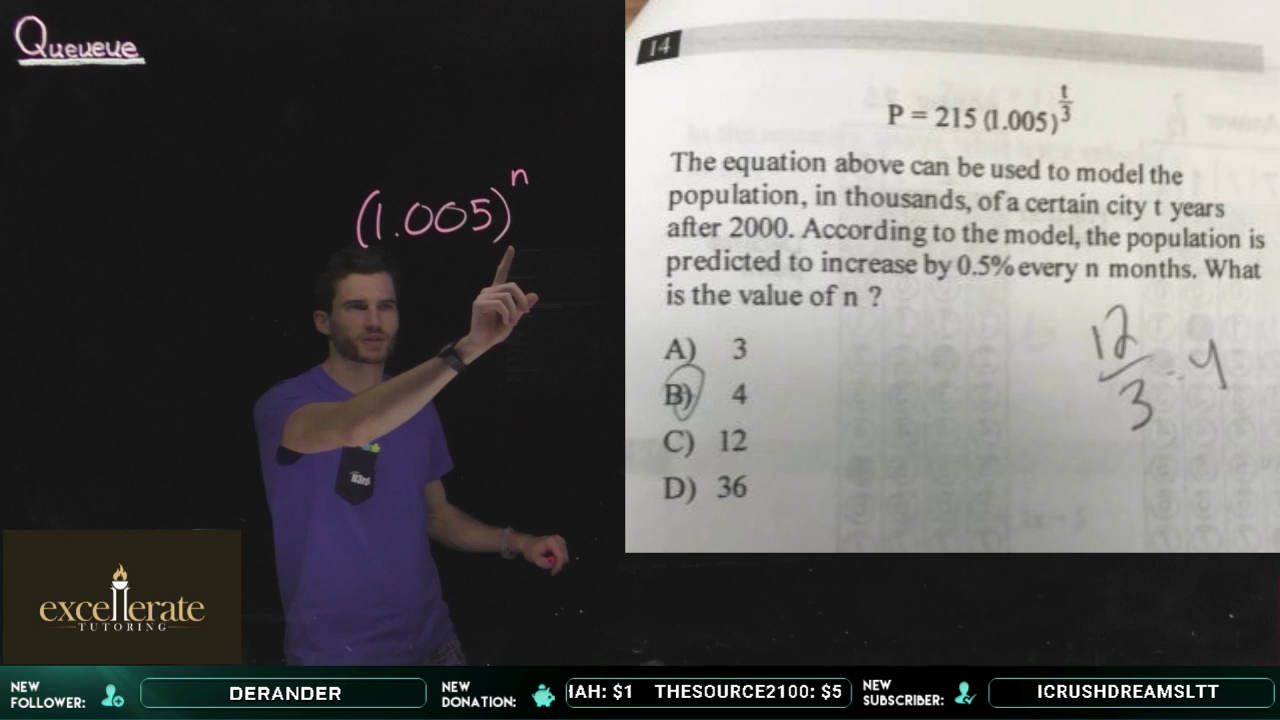 Queueue
(1.005)^n
14
P = 215 (1.005)^(t/3)
The equation above can be used to model the
population, in thousands, of a certain city t years
after 2000. According to the model, the population is
predicted to increase by 0.5% every n months. What
is the value of n ?
A) 3
B) 4
C) 12
D) 36
12
3
4
excellerate
TUTORING
NEW
FOLLOWER:
DERANDER
NEW
DONATION:
IAH: $1 THESOURCE2100: $5
NEW
SUBSCRIBER:
ICRUSHDREAMSLTT